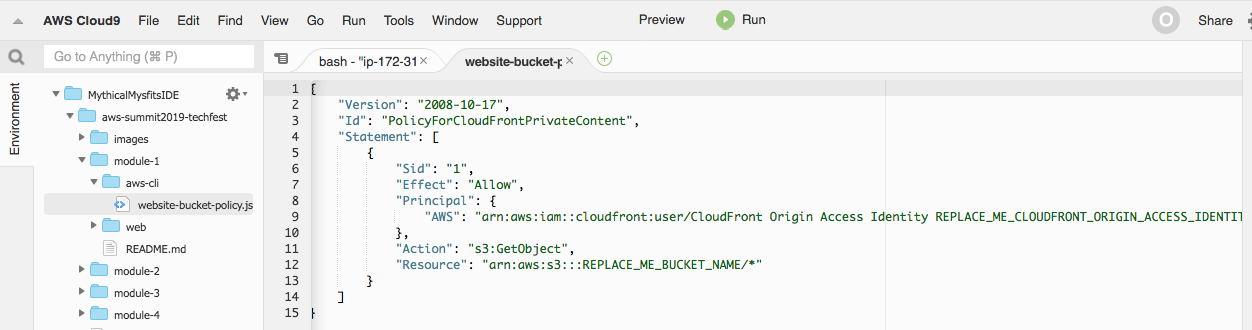 AWS Cloud9 File Edit Find View Go Run Tools Window Support Preview Run O Share
Go to Anything (⌘ P)
bash - "ip-172-31 × website-bucket-p ×
Environment
MythicalMysfitsIDE
aws-summit2019-techfest
images
module-1
aws-cli
website-bucket-policy.js
web
README.md
module-2
module-3
module-4
1 {
2 "Version": "2008-10-17",
3 "Id": "PolicyForCloudFrontPrivateContent",
4 "Statement": [
5 {
6 "Sid": "1",
7 "Effect": "Allow",
8 "Principal": {
9 "AWS": "arn:aws:iam::cloudfront:user/CloudFront Origin Access Identity REPLACE_ME_CLOUDFRONT_ORIGIN_ACCESS_IDENTIT
10 },
11 "Action": "s3:GetObject",
12 "Resource": "arn:aws:s3:::REPLACE_ME_BUCKET_NAME/*"
13 }
14 ]
15 }